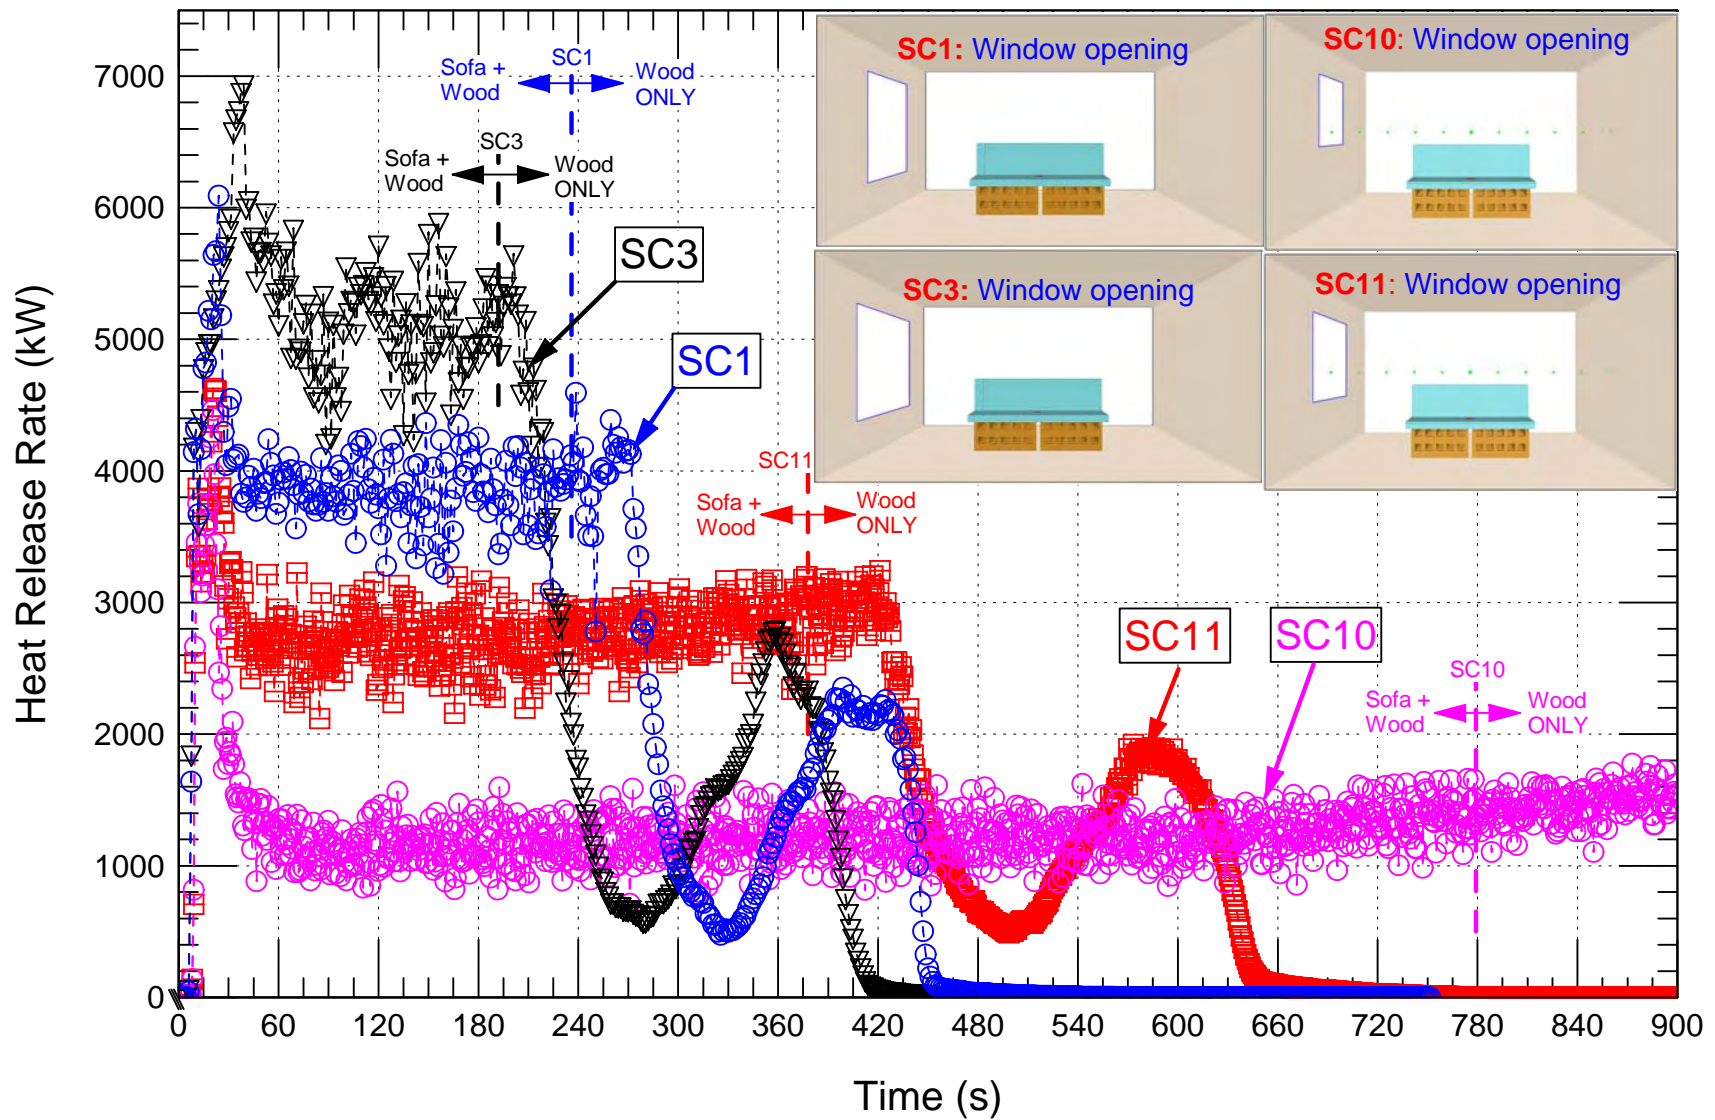 Heat Release Rate (kW)
7000
6000
5000
4000
3000
2000
1000
0
0 60 120 180 240 300 360 420 480 540 600 660 720 780 840 900
Time (s)
SC1
Sofa +
Wood
Wood
ONLY
SC3
Sofa +
Wood
Wood
ONLY
SC3
SC1
SC11
Sofa +
Wood
Wood
ONLY
SC11
SC10
SC10
Sofa +
Wood
Wood
ONLY
SC1: Window opening
SC10: Window opening
SC3: Window opening
SC11: Window opening